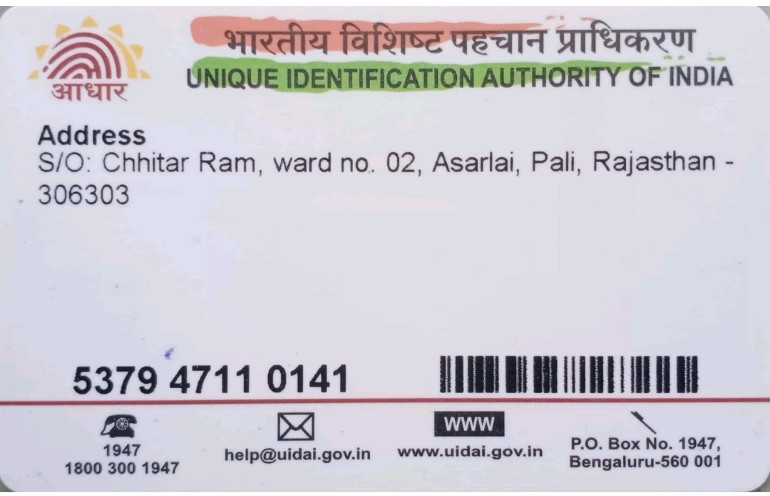 भारतीय विशिष्ट पहचान प्राधिकरण
UNIQUE IDENTIFICATION AUTHORITY OF INDIA
आधार
Address
S/O: Chhitar Ram, ward no. 02, Asarlai, Pali, Rajasthan -
306303
5379 4711 0141
1947
1800 300 1947
help@uidai.gov.in
WWW
www.uidai.gov.in
P.O. Box No. 1947,
Bengaluru-560 001